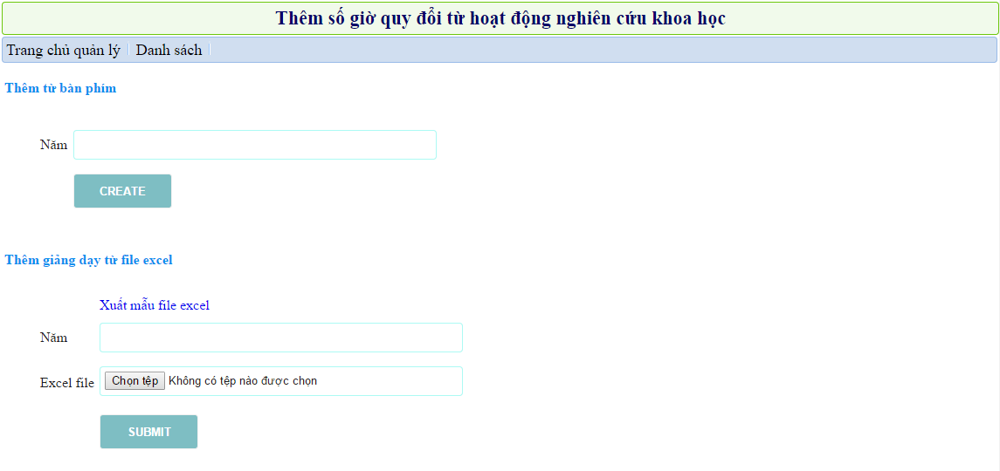 Thêm số giờ quy đổi từ hoạt động nghiên cứu khoa học
Trang chủ quản lý Danh sách
Thêm từ bàn phím
Năm
CREATE
Thêm giảng dạy từ file excel
Xuất mẫu file excel
Năm
Excel file Chọn tệp Không có tệp nào được chọn
SUBMIT